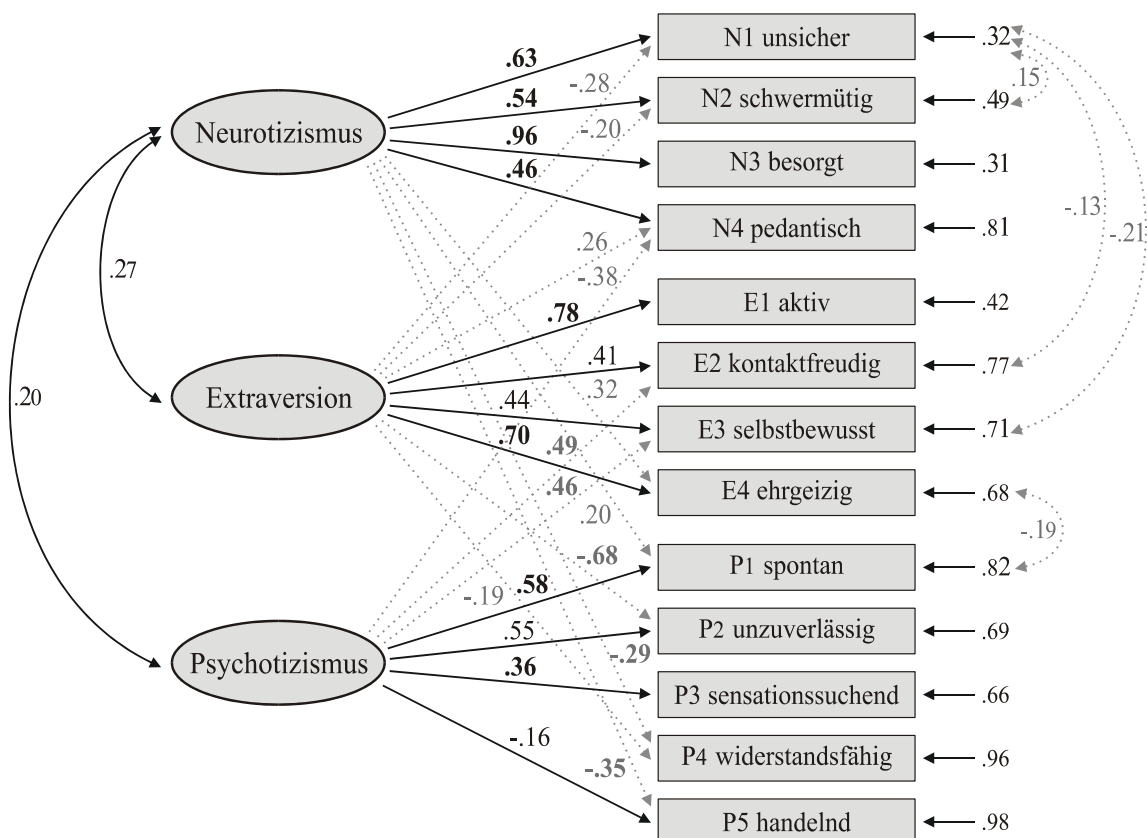 N1 unsicher
.32
.63
-.28
.15
N2 schwermütig
.49
.54
-.20
Neurotizismus
.96
N3 besorgt
.31
.46
-.13
N4 pedantisch
.81
-.21
.26
.27
-.38
E1 aktiv
.42
.78
.41
E2 kontaktfreudig
.77
.20
Extraversion
.32
.44
E3 selbstbewusst
.71
.70
.49
.46
E4 ehrgeizig
.68
.20
-.19
-.68
P1 spontan
.82
.58
-.19
.55
P2 unzuverlässig
.69
Psychotizismus
-.29
.36
P3 sensationssuchend
.66
-.16
P4 widerstandsfähig
.96
-.35
P5 handelnd
.98